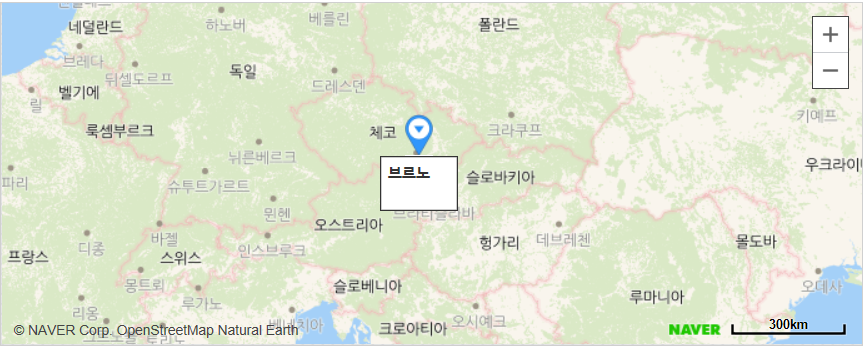 네덜란드
하노버
베를린
폴란드
+
브레다
뒤셀도르프
독일
드레스덴
−
릴
벨기에
키예프
룩셈부르크
체코
크라쿠프
뉘른베르크
우크라이나
파리
슈투트가르트
브르노
슬로바키아
뮌헨
브라티슬라바
오스트리아
디종
바젤
인스브루크
헝가리
데브레첸
몰도바
프랑스
스위스
몽트뢰
슬로베니아
오데사
리옹
루가노
루마니아
베네치아
크로아티아
오시예크
토리노
© NAVER Corp. OpenStreetMap Natural Earth
NAVER
300km